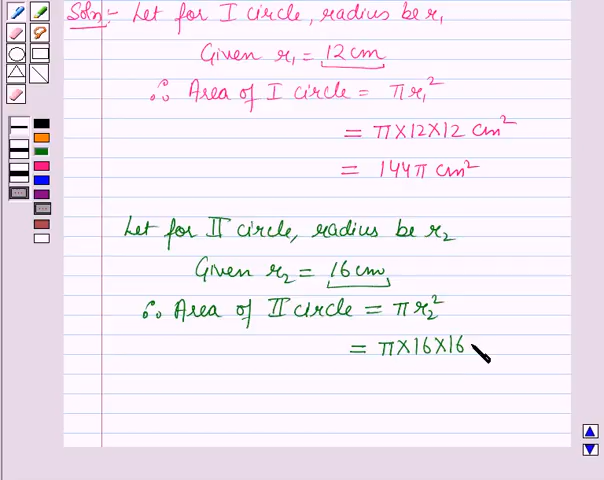 Soln:- Let for I circle, radius be r₁
Given r₁ = 12 cm
∴ Area of I circle = πr₁²
= π×12×12 cm²
= 144π cm²
Let for II circle, radius be r₂
Given r₂ = 16 cm
∴ Area of II circle = πr₂²
= π×16×16